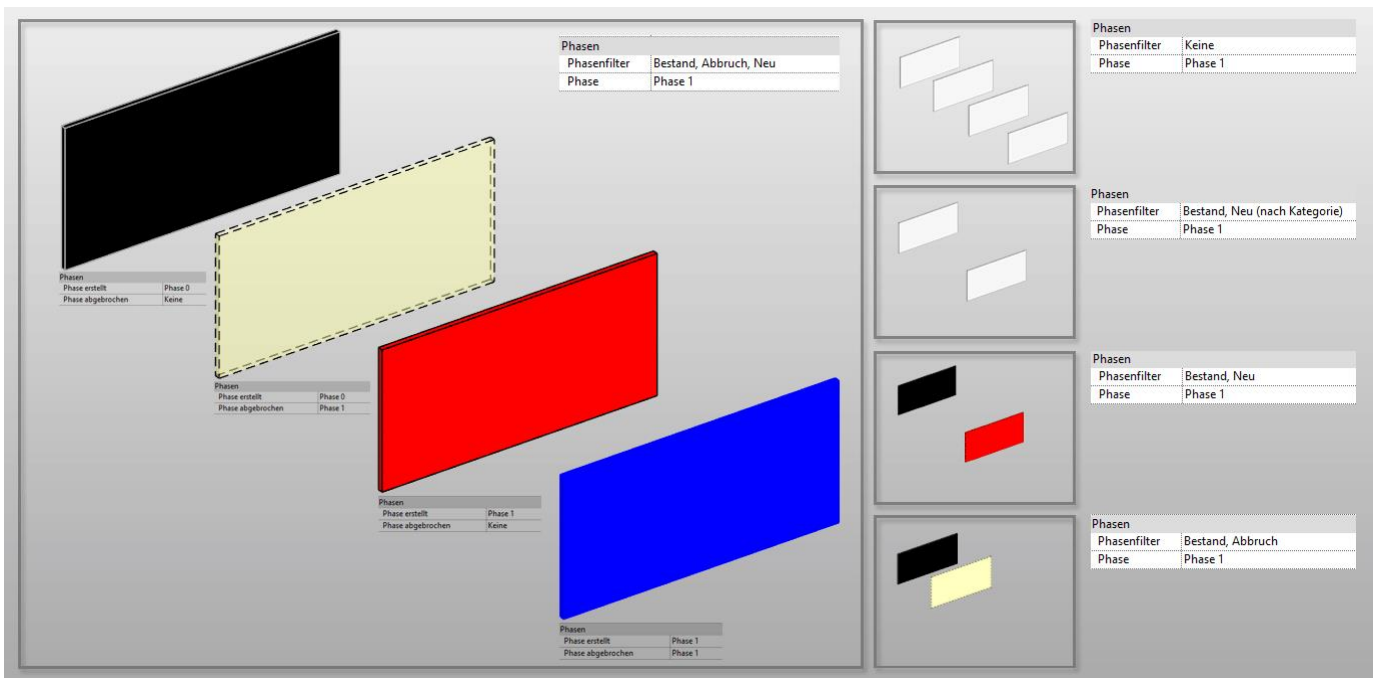 Phasen
Phasenfilter Bestand, Abbruch, Neu
Phase Phase 1
Phasen
Phase erstellt Phase 0
Phase abgebrochen Keine
Phasen
Phase erstellt Phase 0
Phase abgebrochen Phase 1
Phasen
Phase erstellt Phase 1
Phase abgebrochen Keine
Phasen
Phase erstellt Phase 1
Phase abgebrochen Phase 1
Phasen
Phasenfilter Keine
Phase Phase 1
Phasen
Phasenfilter Bestand, Neu (nach Kategorie)
Phase Phase 1
Phasen
Phasenfilter Bestand, Neu
Phase Phase 1
Phasen
Phasenfilter Bestand, Abbruch
Phase Phase 1